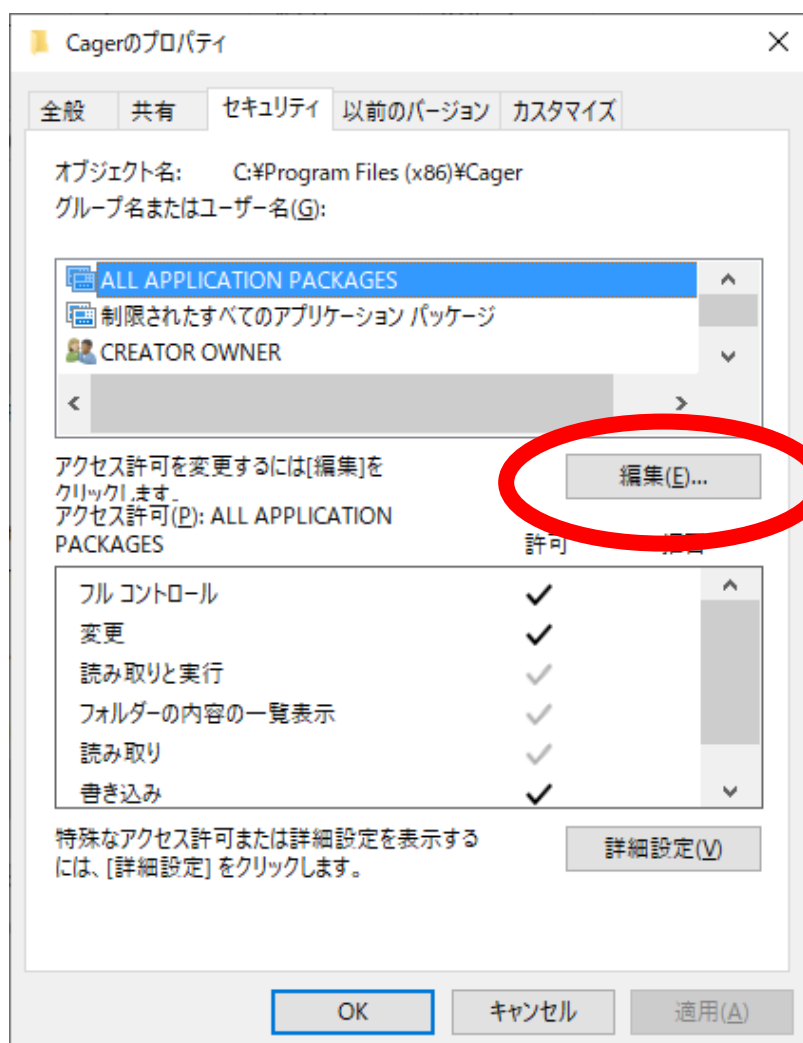 Cagerのプロパティ
全般 共有 セキュリティ 以前のバージョン カスタマイズ
オブジェクト名: C:¥Program Files (x86)¥Cager
グループ名またはユーザー名(G):
ALL APPLICATION PACKAGES
制限されたすべてのアプリケーション パッケージ
CREATOR OWNER
アクセス許可を変更するには[編集]を
クリックします。
編集(E)...
アクセス許可(P): ALL APPLICATION
PACKAGES
許可
フル コントロール
変更
読み取りと実行
フォルダーの内容の一覧表示
読み取り
書き込み
特殊なアクセス許可または詳細設定を表示する
には、[詳細設定] をクリックします。
詳細設定(V)
OK キャンセル 適用(A)